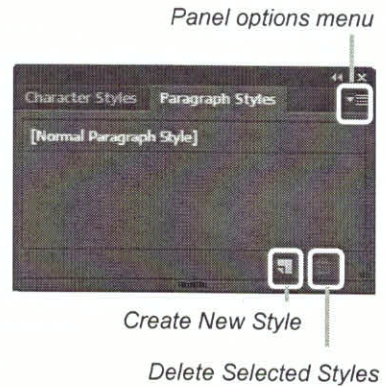 Panel options menu
Character Styles Paragraph Styles
[Normal Paragraph Style]
Create New Style
Delete Selected Styles